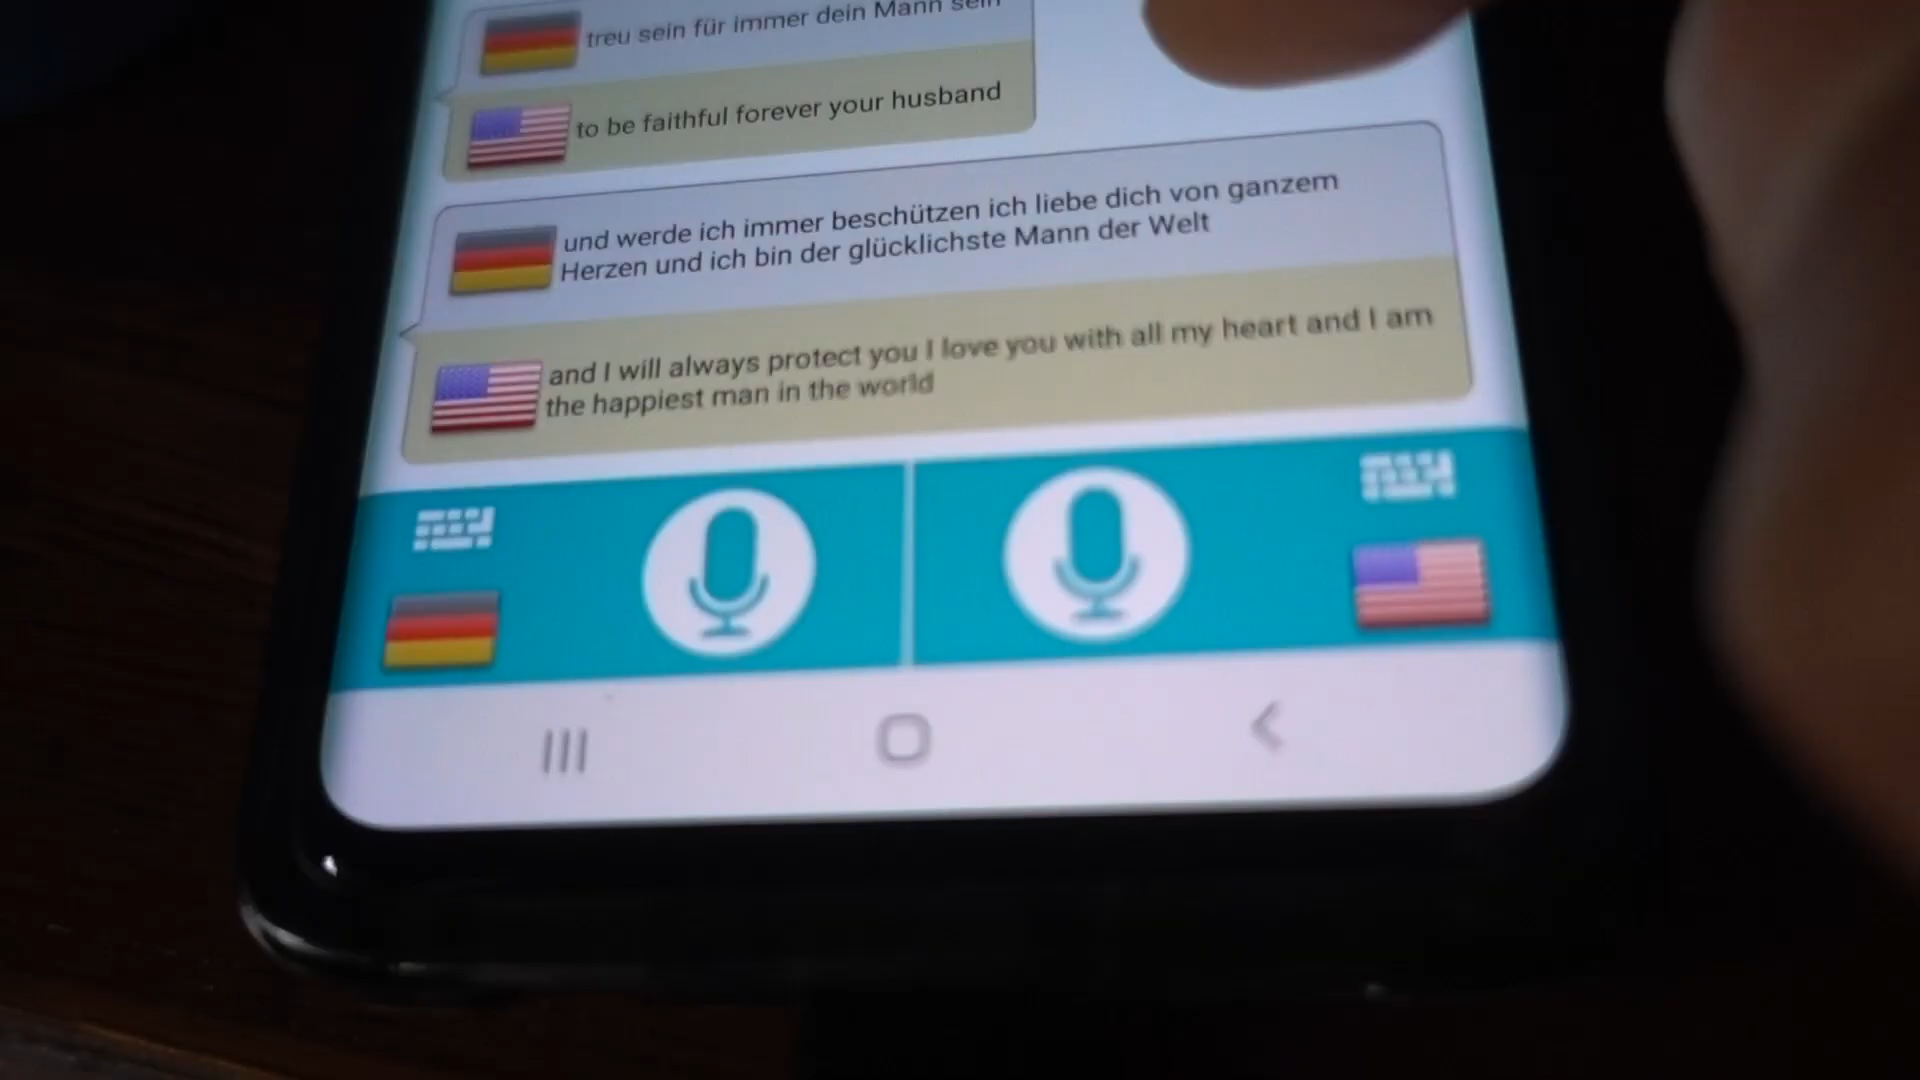 treu sein für immer dein Mann sein
to be faithful forever your husband
und werde ich immer beschützen ich liebe dich von ganzem
Herzen und ich bin der glücklichste Mann der Welt
and I will always protect you I love you with all my heart and I am
the happiest man in the world